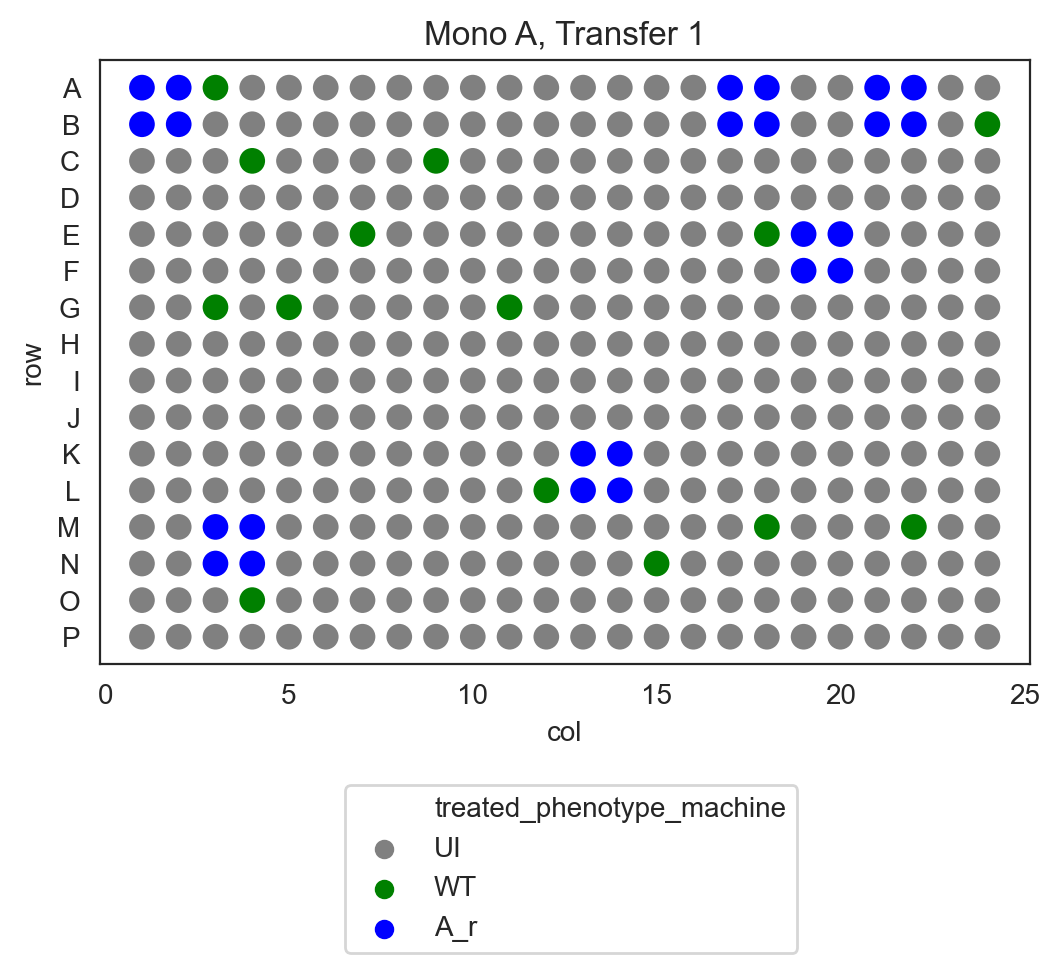 Mono A, Transfer 1
A
B
C
D
E
F
G
H
I
J
K
L
M
N
O
P
row
0 5 10 15 20 25
col
treated_phenotype_machine
UI
WT
A_r